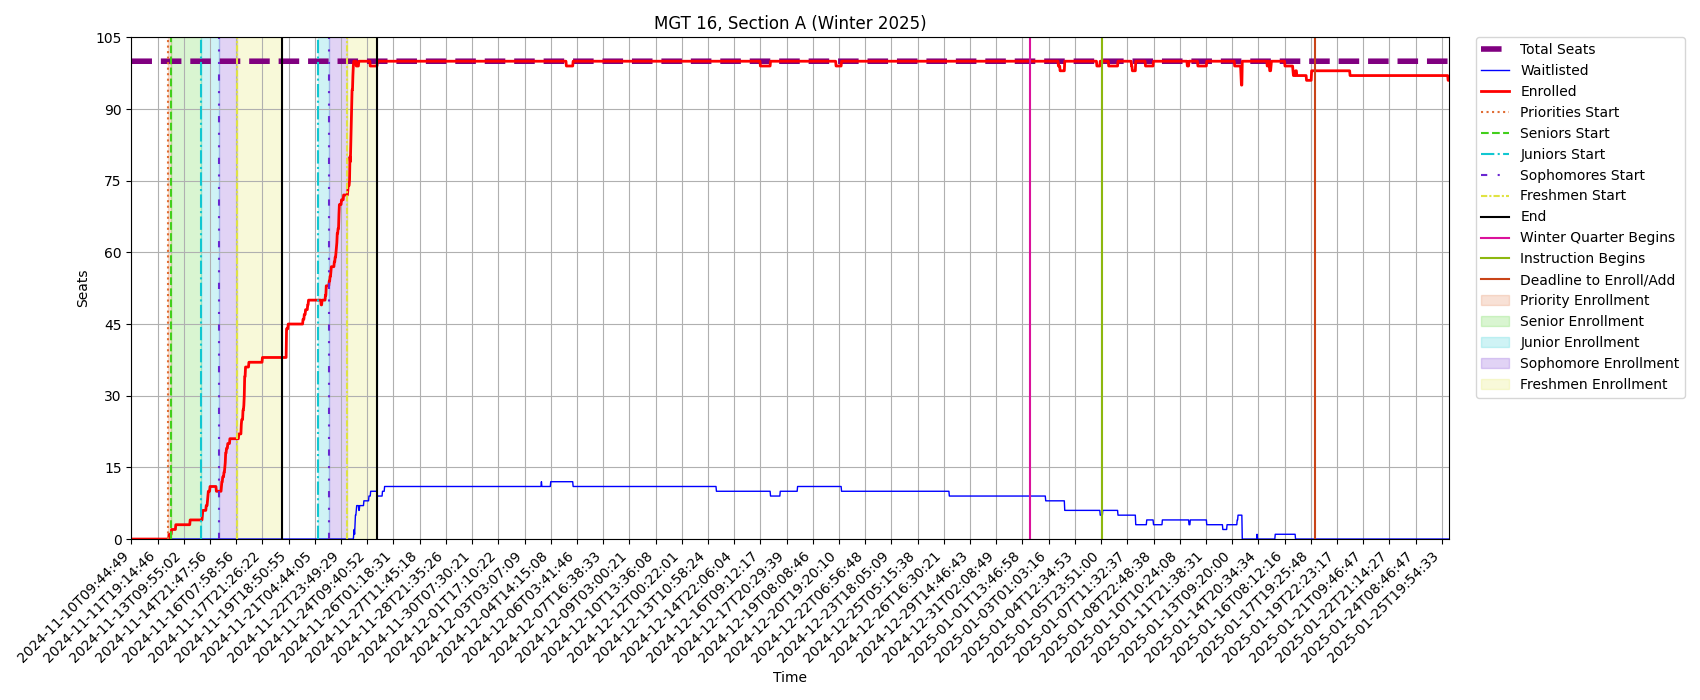 MGT 16, Section A (Winter 2025)
105
90
75
60
45
30
15
0
Seats
2024-11-10T09:44:49
2024-11-11T19:14:46
2024-11-13T09:55:02
2024-11-14T21:47:56
2024-11-16T07:58:56
2024-11-17T21:26:22
2024-11-19T18:50:55
2024-11-21T04:44:05
2024-11-22T23:49:29
2024-11-24T09:40:52
2024-11-26T01:18:31
2024-11-27T11:45:18
2024-11-28T21:35:26
2024-11-30T07:30:21
2024-12-01T17:10:22
2024-12-03T03:07:09
2024-12-04T14:15:08
2024-12-06T03:41:46
2024-12-07T16:38:33
2024-12-09T03:00:21
2024-12-10T13:36:08
2024-12-12T00:22:01
2024-12-13T10:58:24
2024-12-14T22:06:04
2024-12-16T09:12:17
2024-12-17T20:29:39
2024-12-19T08:08:46
2024-12-20T19:20:10
2024-12-22T06:56:48
2024-12-23T18:05:09
2024-12-25T05:15:38
2024-12-26T16:30:21
2024-12-29T14:46:43
2024-12-31T02:08:49
2025-01-01T13:46:58
2025-01-03T01:03:16
2025-01-04T12:34:53
2025-01-05T23:51:00
2025-01-07T11:32:37
2025-01-08T22:48:38
2025-01-10T10:24:08
2025-01-11T21:38:31
2025-01-13T09:20:00
2025-01-14T20:34:34
2025-01-16T08:12:16
2025-01-17T19:25:48
2025-01-19T22:23:17
2025-01-21T09:46:47
2025-01-22T21:14:27
2025-01-24T08:46:47
2025-01-25T19:54:33
Time
Total Seats
Waitlisted
Enrolled
Priorities Start
Seniors Start
Juniors Start
Sophomores Start
Freshmen Start
End
Winter Quarter Begins
Instruction Begins
Deadline to Enroll/Add
Priority Enrollment
Senior Enrollment
Junior Enrollment
Sophomore Enrollment
Freshmen Enrollment